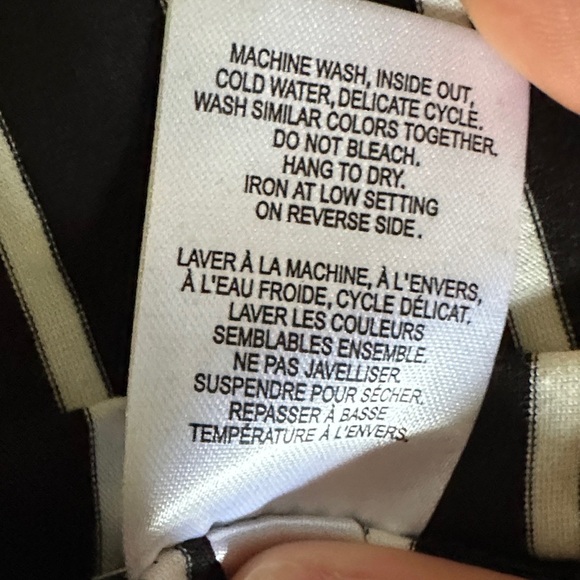 MACHINE WASH, INSIDE OUT,
COLD WATER, DELICATE CYCLE.
WASH SIMILAR COLORS TOGETHER.
DO NOT BLEACH.
HANG TO DRY.
IRON AT LOW SETTING
ON REVERSE SIDE.
LAVER À LA MACHINE, À L'ENVERS,
À L'EAU FROIDE, CYCLE DÉLICAT.
LAVER LES COULEURS
SEMBLABLES ENSEMBLE.
NE PAS JAVELLISER.
SUSPENDRE POUR SÉCHER.
REPASSER À BASSE
TEMPÉRATURE À L'ENVERS.